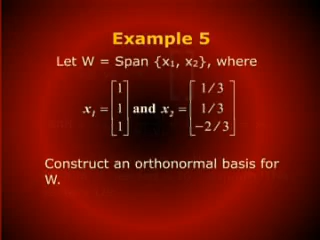 Example 5
Let W = Span {x₁, x₂}, where
x₁ = [1 1 1] and x₂ = [1/3 1/3 −2/3]
Construct an orthonormal basis for
W.